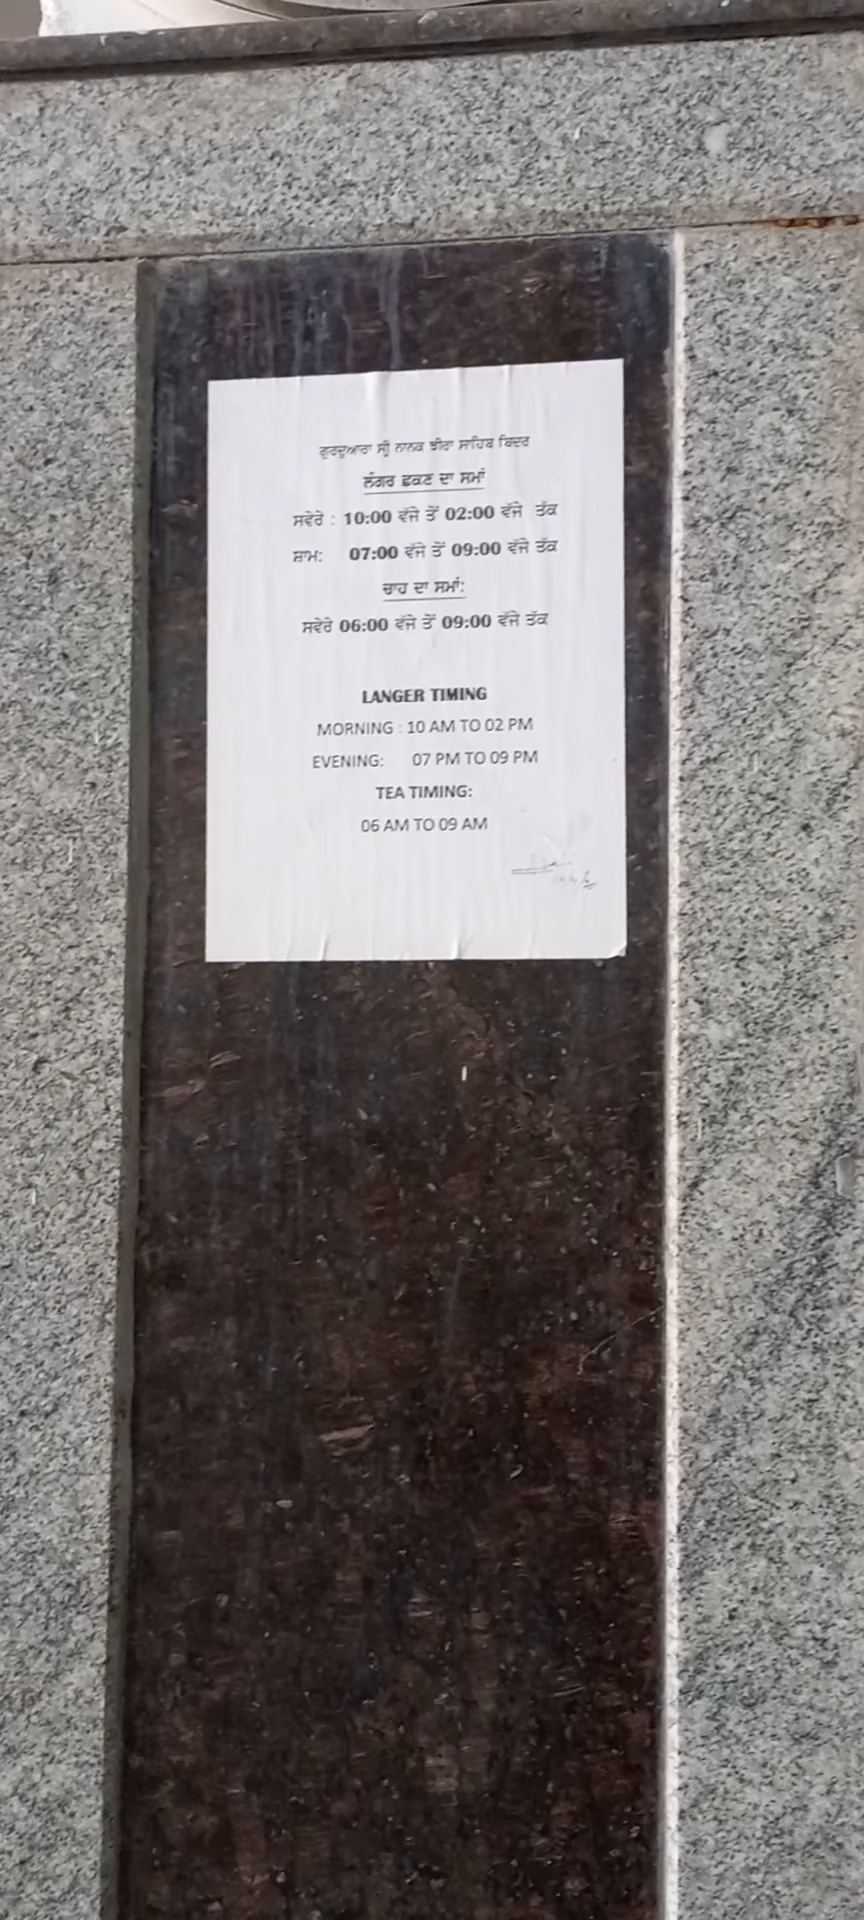 ਗੁਰਦੁਆਰਾ ਸ੍ਰੀ ਨਾਨਕ ਝੀਰਾ ਸਾਹਿਬ ਬਿਦਰ
ਲੰਗਰ ਛਕਣ ਦਾ ਸਮਾਂ
ਸਵੇਰੇ : 10:00 ਵੱਜੇ ਤੋਂ 02:00 ਵੱਜੇ ਤੱਕ
ਸ਼ਾਮ: 07:00 ਵੱਜੇ ਤੋਂ 09:00 ਵੱਜੇ ਤੱਕ
ਚਾਹ ਦਾ ਸਮਾਂ:
ਸਵੇਰੇ 06:00 ਵੱਜੇ ਤੋਂ 09:00 ਵੱਜੇ ਤੱਕ
LANGER TIMING
MORNING : 10 AM TO 02 PM
EVENING: 07 PM TO 09 PM
TEA TIMING:
06 AM TO 09 AM